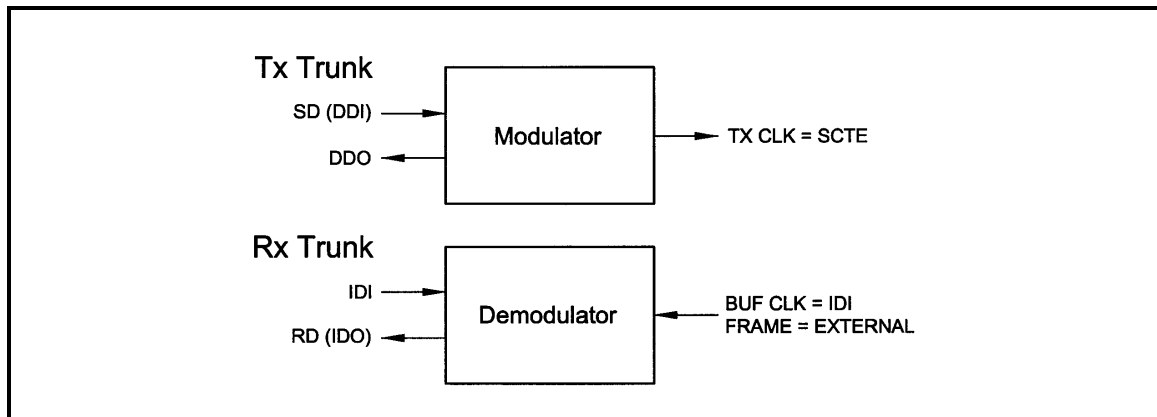 Tx Trunk
SD (DDI)
DDO
Modulator
TX CLK = SCTE
Rx Trunk
IDI
RD (IDO)
Demodulator
BUF CLK = IDI
FRAME = EXTERNAL